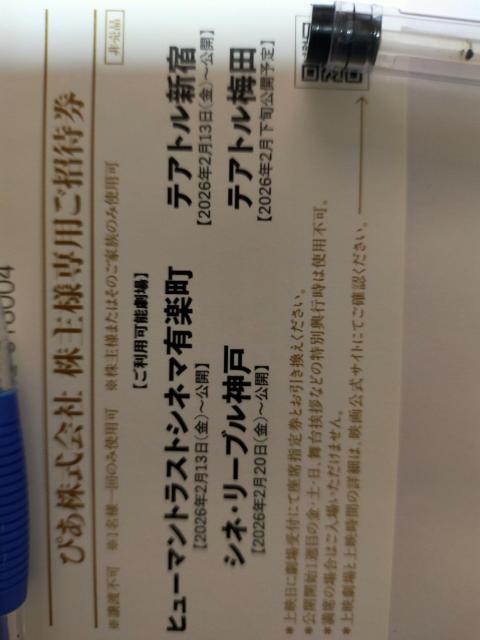 ぴあ株式会社 株主様専用ご招待券
非売品
※譲渡不可 ※1名様一回のみ使用可 ※株主様またはそのご家族のみ使用可
【ご利用可能劇場】
ヒューマントラストシネマ有楽町
【2026年2月13日(金)〜公開】
テアトル新宿
【2026年2月13日(金)〜公開】
シネ・リーブル神戸
【2026年2月20日(金)〜公開】
テアトル梅田
【2026年2月下旬公開予定】
*上映日に劇場受付にて座席指定券とお引き換えください。
*公開開始1週目の金・土・日、舞台挨拶などの特別興行時は使用不可。
*満席の場合はご入場いただけません。
*上映劇場と上映時間の詳細は、映画公式サイトにてご確認ください。